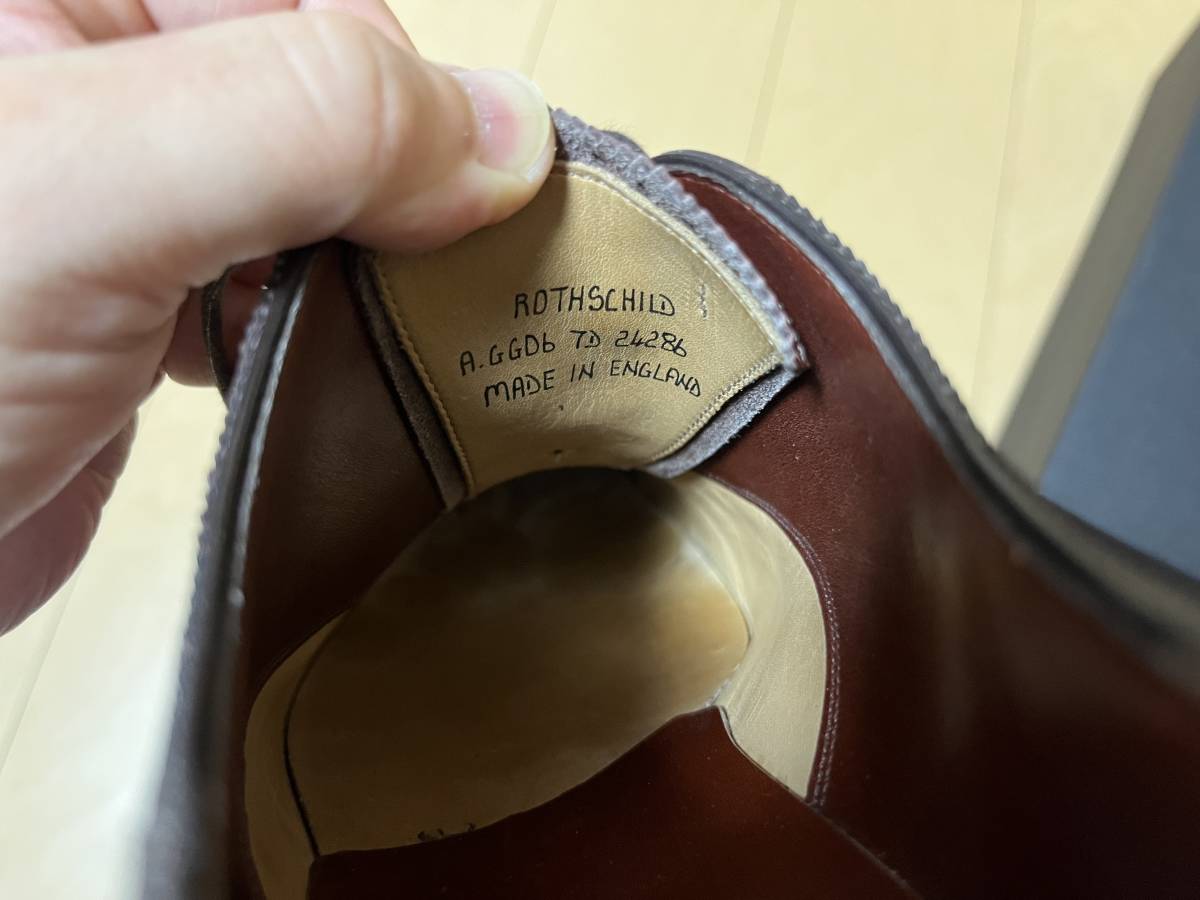 ROTHSCHILD
A.GGD6 TD 24286
MADE IN ENGLAND